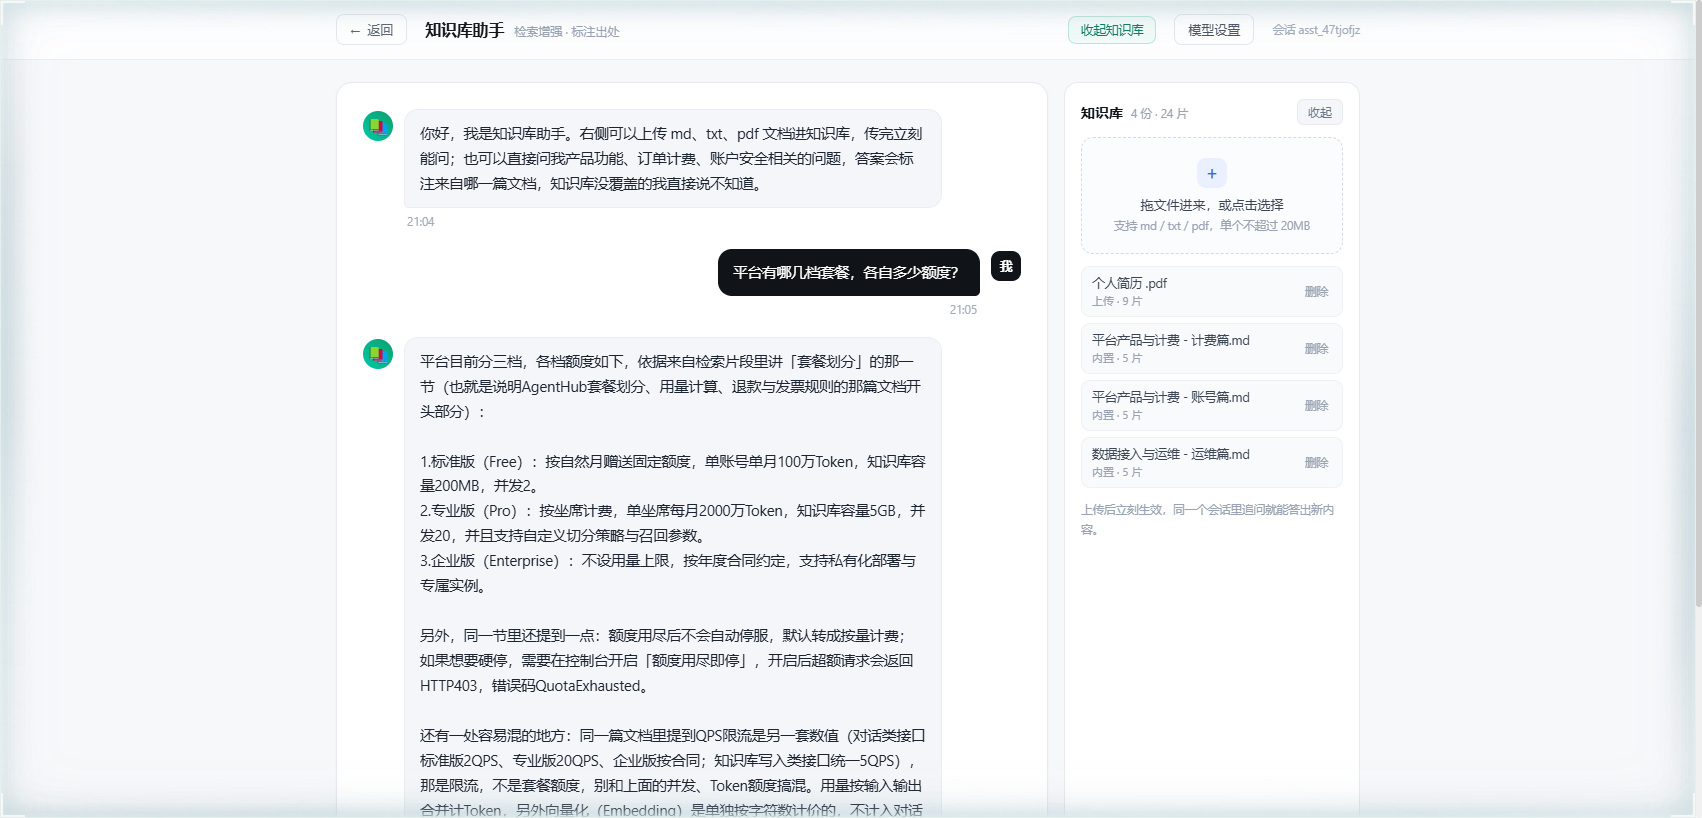 ← 返回
知识库助手 检索增强 · 标注出处
收起知识库
模型设置
会话 asst_47tjofjz
你好，我是知识库助手。右侧可以上传 md、txt、pdf 文档进知识库，传完立刻
能问；也可以直接问我产品功能、订单计费、账户安全相关的问题，答案会标
注来自哪一篇文档，知识库没覆盖的我直接说不知道。
21:04
平台有哪几档套餐，各自多少额度？
我
21:05
平台目前分三档，各档额度如下，依据来自检索片段里讲「套餐划分」的那一
节（也就是说明AgentHub套餐划分、用量计算、退款与发票规则的那篇文档开
头部分）：
1.标准版（Free）：按自然月赠送固定额度，单账号单月100万Token，知识库容
量200MB，并发2。
2.专业版（Pro）：按坐席计费，单坐席每月2000万Token，知识库容量5GB，并
发20，并且支持自定义切分策略与召回参数。
3.企业版（Enterprise）：不设用量上限，按年度合同约定，支持私有化部署与
专属实例。
另外，同一节里还提到一点：额度用尽后不会自动停服，默认转成按量计费；
如果想要硬停，需要在控制台开启「额度用尽即停」，开启后超额请求会返回
HTTP403，错误码QuotaExhausted。
还有一处容易混的地方：同一篇文档里提到QPS限流是另一套数值（对话类接口
标准版2QPS、专业版20QPS、企业版按合同；知识库写入类接口统一5QPS），
那是限流，不是套餐额度，别和上面的并发、Token额度搞混。用量按输入输出
合并计Token，另外向量化（Embedding）是单独按字符数计价的，不计入对话
知识库 4 份 · 24 片
收起
+
拖文件进来，或点击选择
支持 md / txt / pdf，单个不超过 20MB
个人简历 .pdf
上传 · 9 片
删除
平台产品与计费 - 计费篇.md
内置 · 5 片
删除
平台产品与计费 - 账号篇.md
内置 · 5 片
删除
数据接入与运维 - 运维篇.md
内置 · 5 片
删除
上传后立刻生效，同一个会话里追问就能答出新内
容。